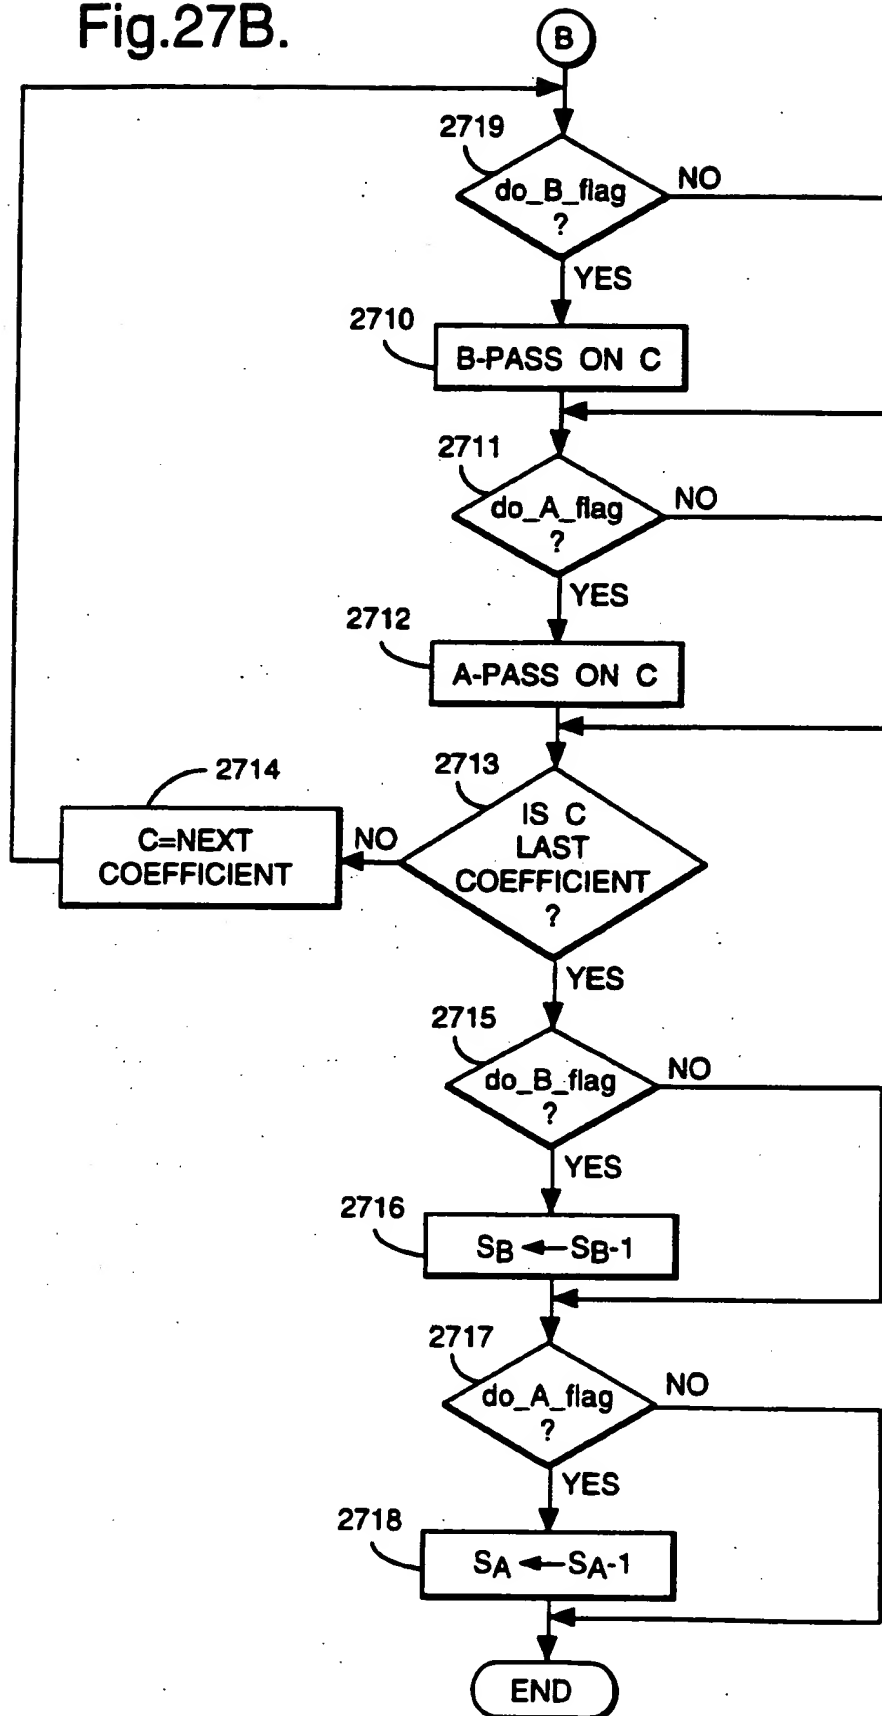 Fig.27B.
B
2719
do_B_flag
?
NO
YES
2710
B-PASS ON C
2711
do_A_flag
?
NO
YES
2712
A-PASS ON C
2713
IS C
LAST
COEFFICIENT
?
NO
2714
C=NEXT
COEFFICIENT
YES
2715
do_B_flag
?
NO
YES
2716
SB ← SB-1
2717
do_A_flag
?
NO
YES
2718
SA ← SA-1
END